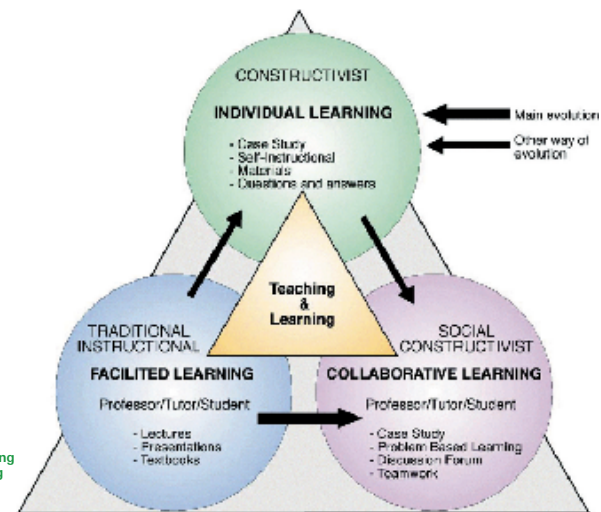 CONSTRUCTIVIST
INDIVIDUAL LEARNING
- Case Study
- Self-Instructional
- Materials
- Questions and answers
Main evolution
Other way of
evolution
Teaching
&
Learning
TRADITIONAL
INSTRUCTIONAL
FACILITED LEARNING
Professor/Tutor/Student
- Lectures
- Presentations
- Textbooks
SOCIAL
CONSTRUCTIVIST
COLLABORATIVE LEARNING
Professor/Tutor/Student
- Case Study
- Problem Based Learning
- Discussion Forum
- Teamwork